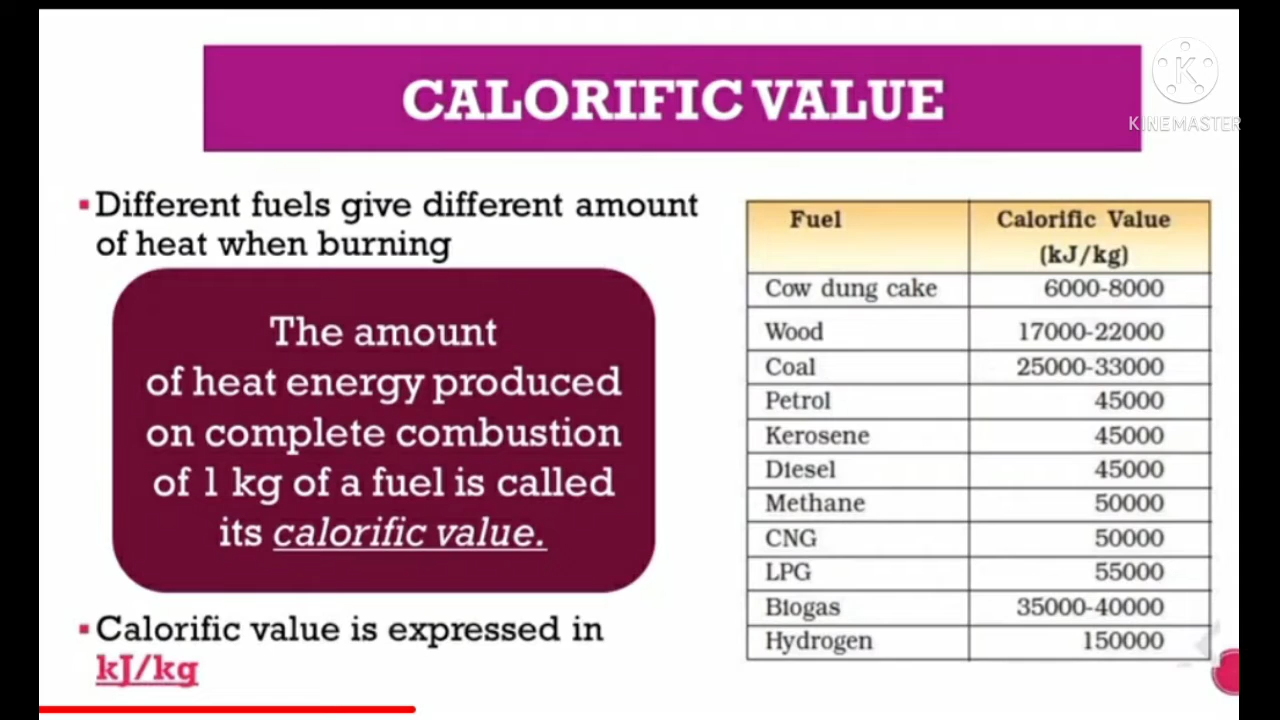 CALORIFIC VALUE
KINEMASTER
Different fuels give different amount
of heat when burning
The amount
of heat energy produced
on complete combustion
of 1 kg of a fuel is called
its calorific value.
Calorific value is expressed in
kJ/kg
Fuel Calorific Value
(kJ/kg)
Cow dung cake 6000-8000
Wood 17000-22000
Coal 25000-33000
Petrol 45000
Kerosene 45000
Diesel 45000
Methane 50000
CNG 50000
LPG 55000
Biogas 35000-40000
Hydrogen 150000